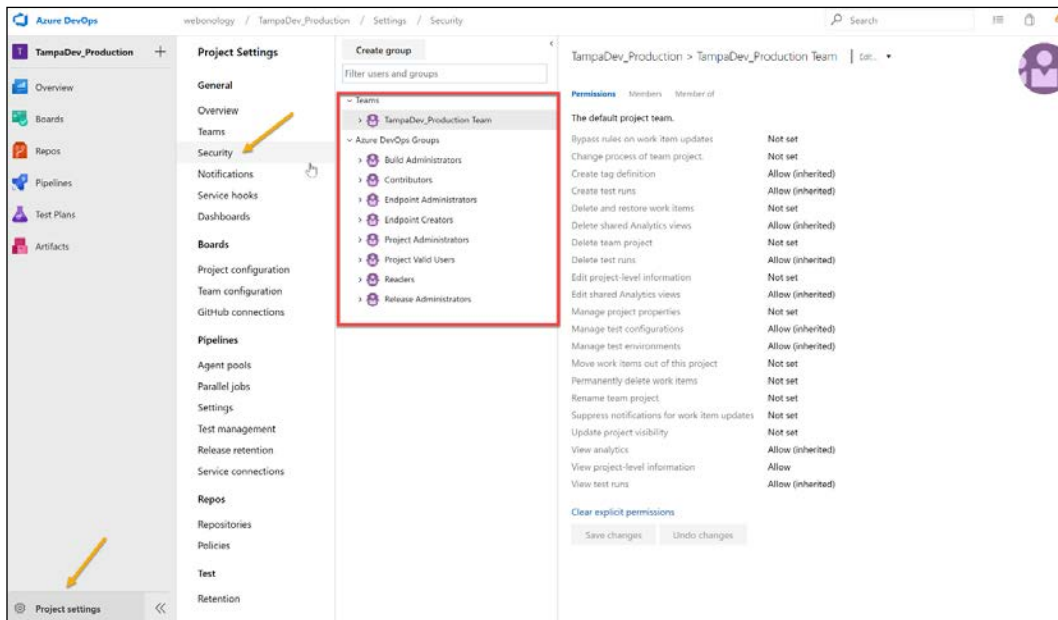 Azure DevOps
webonology / TampaDev_Production / Settings / Security
Search
T TampaDev_Production +
Overview
Boards
Repos
Pipelines
Test Plans
Artifacts
Project settings
Project Settings
General
Overview
Teams
Security
Notifications
Service hooks
Dashboards
Boards
Project configuration
Team configuration
GitHub connections
Pipelines
Agent pools
Parallel jobs
Settings
Test management
Release retention
Service connections
Repos
Repositories
Policies
Test
Retention
Create group
Filter users and groups
Teams
TampaDev_Production Team
Azure DevOps Groups
Build Administrators
Contributors
Endpoint Administrators
Endpoint Creators
Project Administrators
Project Valid Users
Readers
Release Administrators
TampaDev_Production > TampaDev_Production Team | Edit...
Permissions Members Member of
The default project team.
Bypass rules on work item updates Not set
Change process of team project. Not set
Create tag definition Allow (inherited)
Create test runs Allow (inherited)
Delete and restore work items Not set
Delete shared Analytics views Allow (inherited)
Delete team project Not set
Delete test runs Allow (inherited)
Edit project-level information Not set
Edit shared Analytics views Allow (inherited)
Manage project properties Not set
Manage test configurations Allow (inherited)
Manage test environments Allow (inherited)
Move work items out of this project Not set
Permanently delete work items Not set
Rename team project Not set
Suppress notifications for work item updates Not set
Update project visibility Not set
View analytics Allow (inherited)
View project-level information Allow
View test runs Allow (inherited)
Clear explicit permissions
Save changes Undo changes